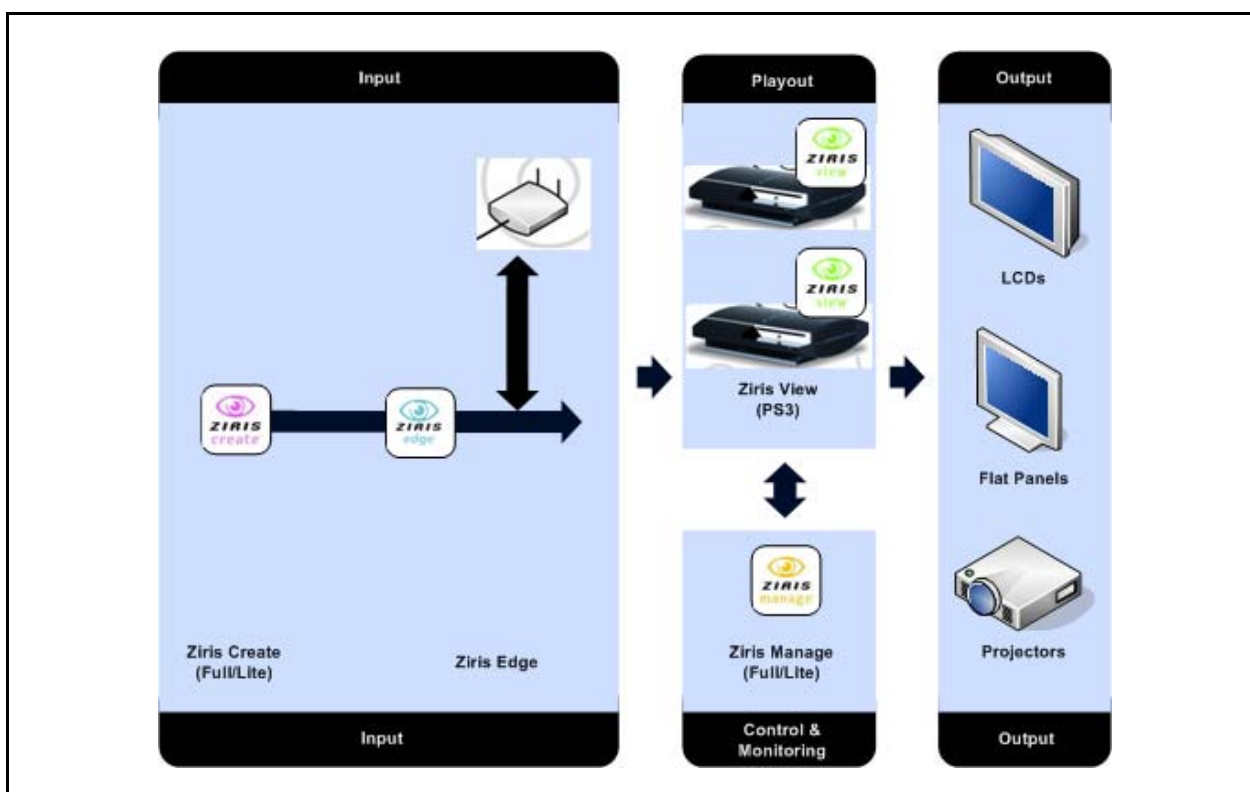 Input
ZIRIS
create
ZIRIS
edge
Ziris Create
(Full/Lite)
Ziris Edge
Input
Playout
ZIRIS
view
ZIRIS
view
Ziris View
(PS3)
ZIRIS
manage
Ziris Manage
(Full/Lite)
Control &
Monitoring
Output
LCDs
Flat Panels
Projectors
Output